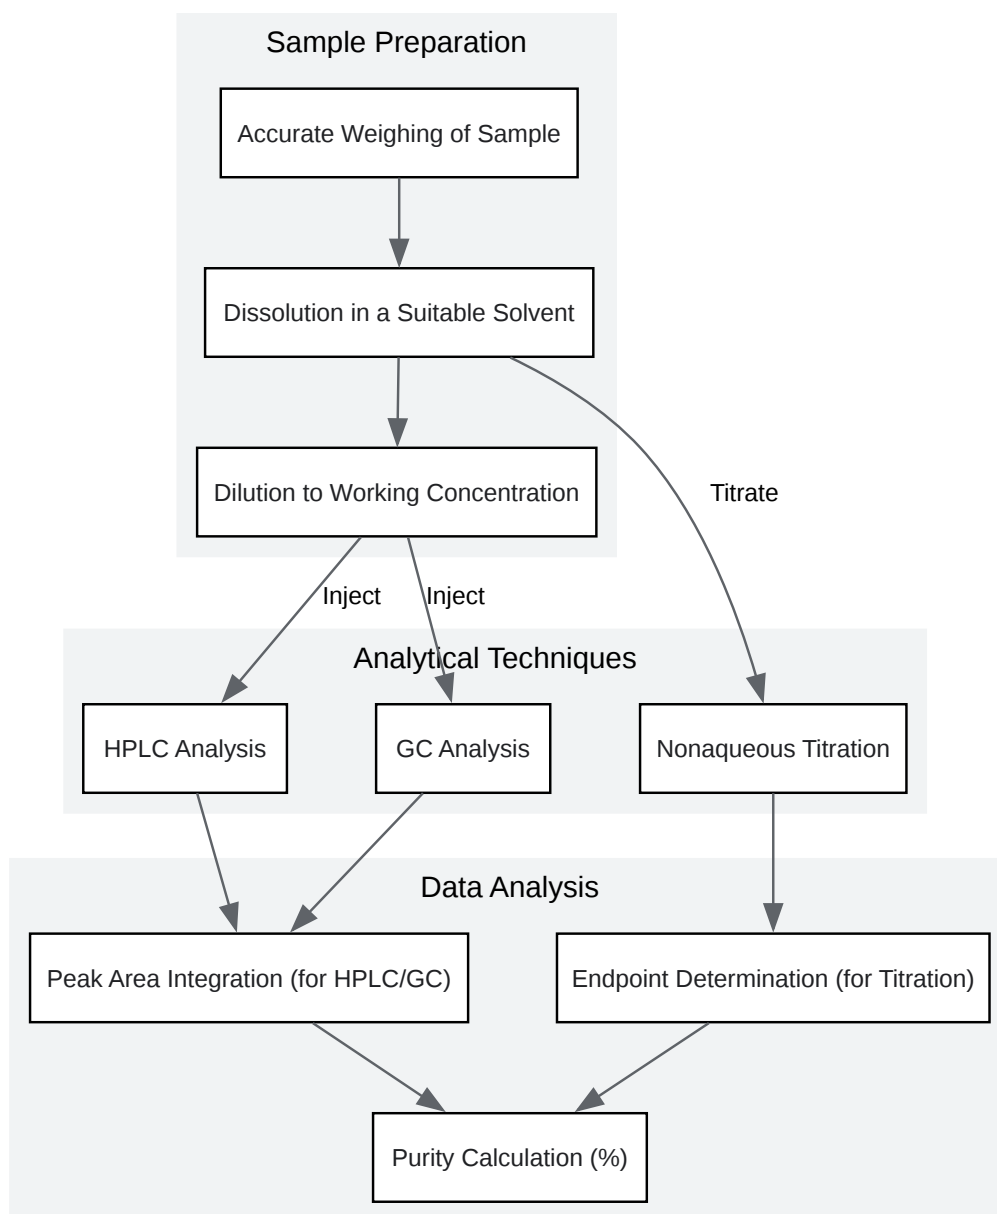 Sample Preparation
Accurate Weighing of Sample
Dissolution in a Suitable Solvent
Dilution to Working Concentration
Titrate
Inject
Inject
Analytical Techniques
HPLC Analysis
GC Analysis
Nonaqueous Titration
Data Analysis
Peak Area Integration (for HPLC/GC)
Endpoint Determination (for Titration)
Purity Calculation (%)